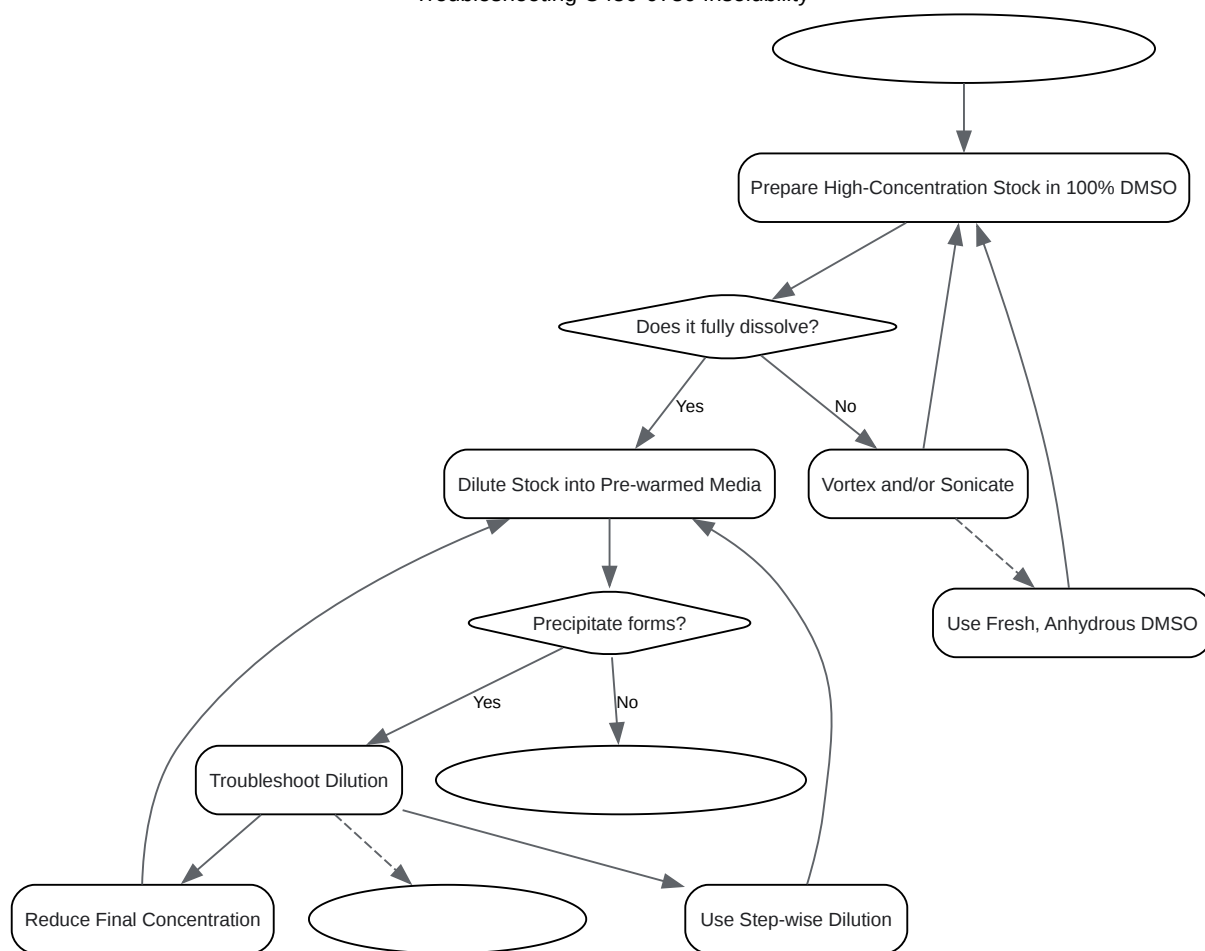 Troubleshooting Insolubility
Prepare High-Concentration Stock in 100% DMSO
Does it fully dissolve?
Yes
No
Dilute Stock into Pre-warmed Media
Vortex and/or Sonicate
Precipitate forms?
Use Fresh, Anhydrous DMSO
Yes
No
Troubleshoot Dilution
Reduce Final Concentration
Use Step-wise Dilution